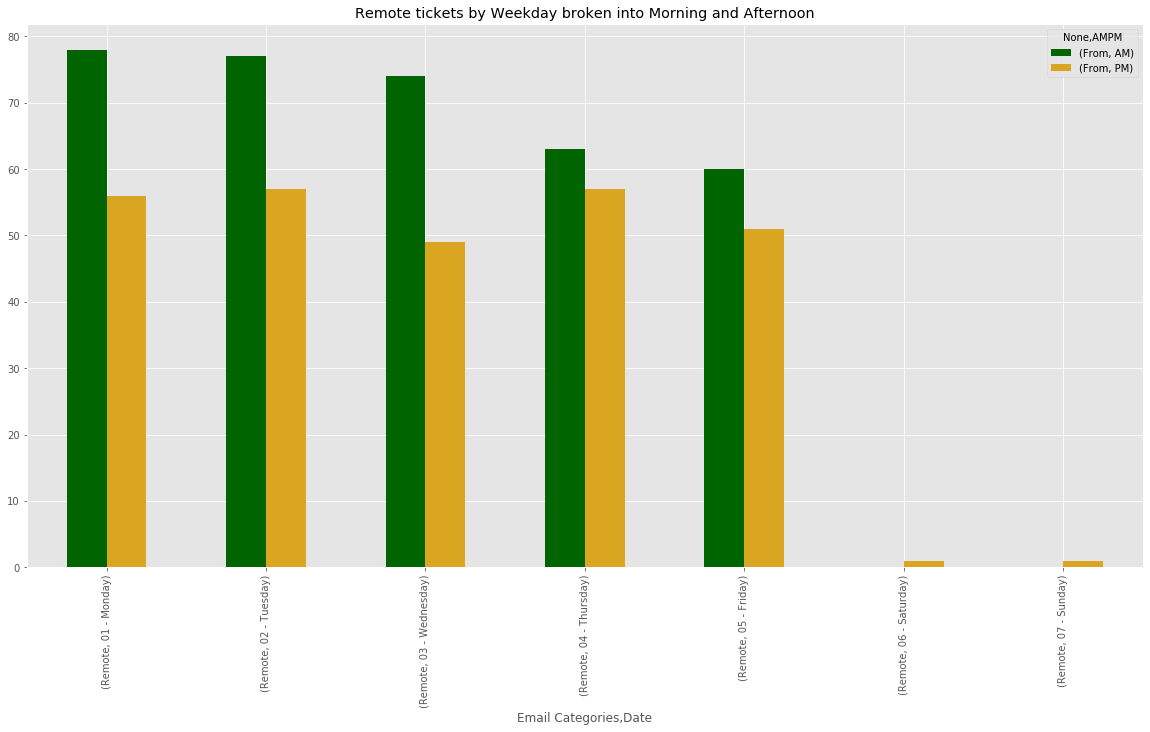 Remote tickets by Weekday broken into Morning and Afternoon
None,AMPM
(From, AM)
(From, PM)
80
70
60
50
40
30
20
10
0
(Remote, 01 - Monday)
(Remote, 02 - Tuesday)
(Remote, 03 - Wednesday)
(Remote, 04 - Thursday)
(Remote, 05 - Friday)
(Remote, 06 - Saturday)
(Remote, 07 - Sunday)
Email Categories,Date